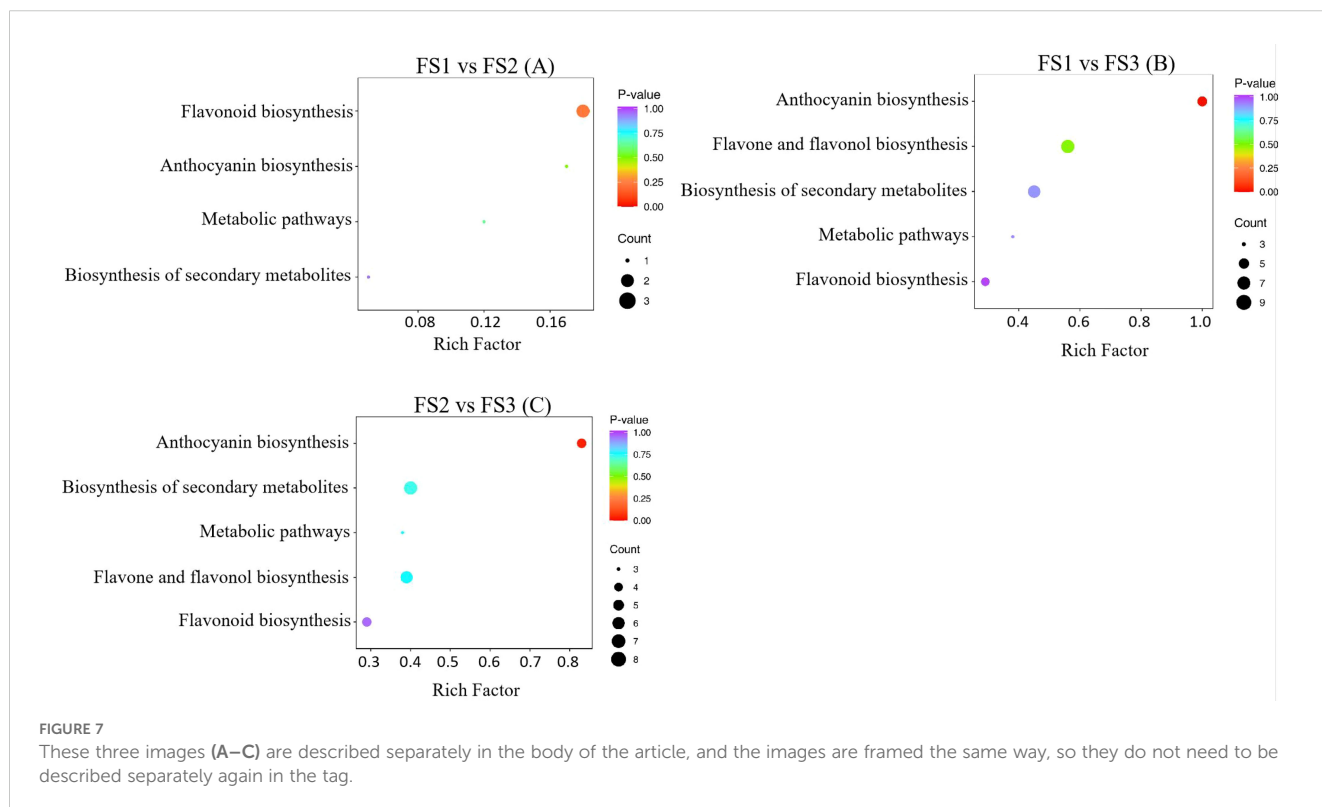 FS1 vs FS2 (A)
Flavonoid biosynthesis
Anthocyanin biosynthesis
Metabolic pathways
Biosynthesis of secondary metabolites
0.08 0.12 0.16
Rich Factor
P-value
1.00
0.75
0.50
0.25
0.00
Count
1
2
3
FS1 vs FS3 (B)
Anthocyanin biosynthesis
Flavone and flavonol biosynthesis
Biosynthesis of secondary metabolites
Metabolic pathways
Flavonoid biosynthesis
0.4 0.6 0.8 1.0
Rich Factor
P-value
1.00
0.75
0.50
0.25
0.00
Count
3
5
7
9
FS2 vs FS3 (C)
Anthocyanin biosynthesis
Biosynthesis of secondary metabolites
Metabolic pathways
Flavone and flavonol biosynthesis
Flavonoid biosynthesis
0.3 0.4 0.5 0.6 0.7 0.8
Rich Factor
P-value
1.00
0.75
0.50
0.25
0.00
Count
3
4
5
6
7
8
FIGURE 7
These three images (A–C) are described separately in the body of the article, and the images are framed the same way, so they do not need to be
described separately again in the tag.